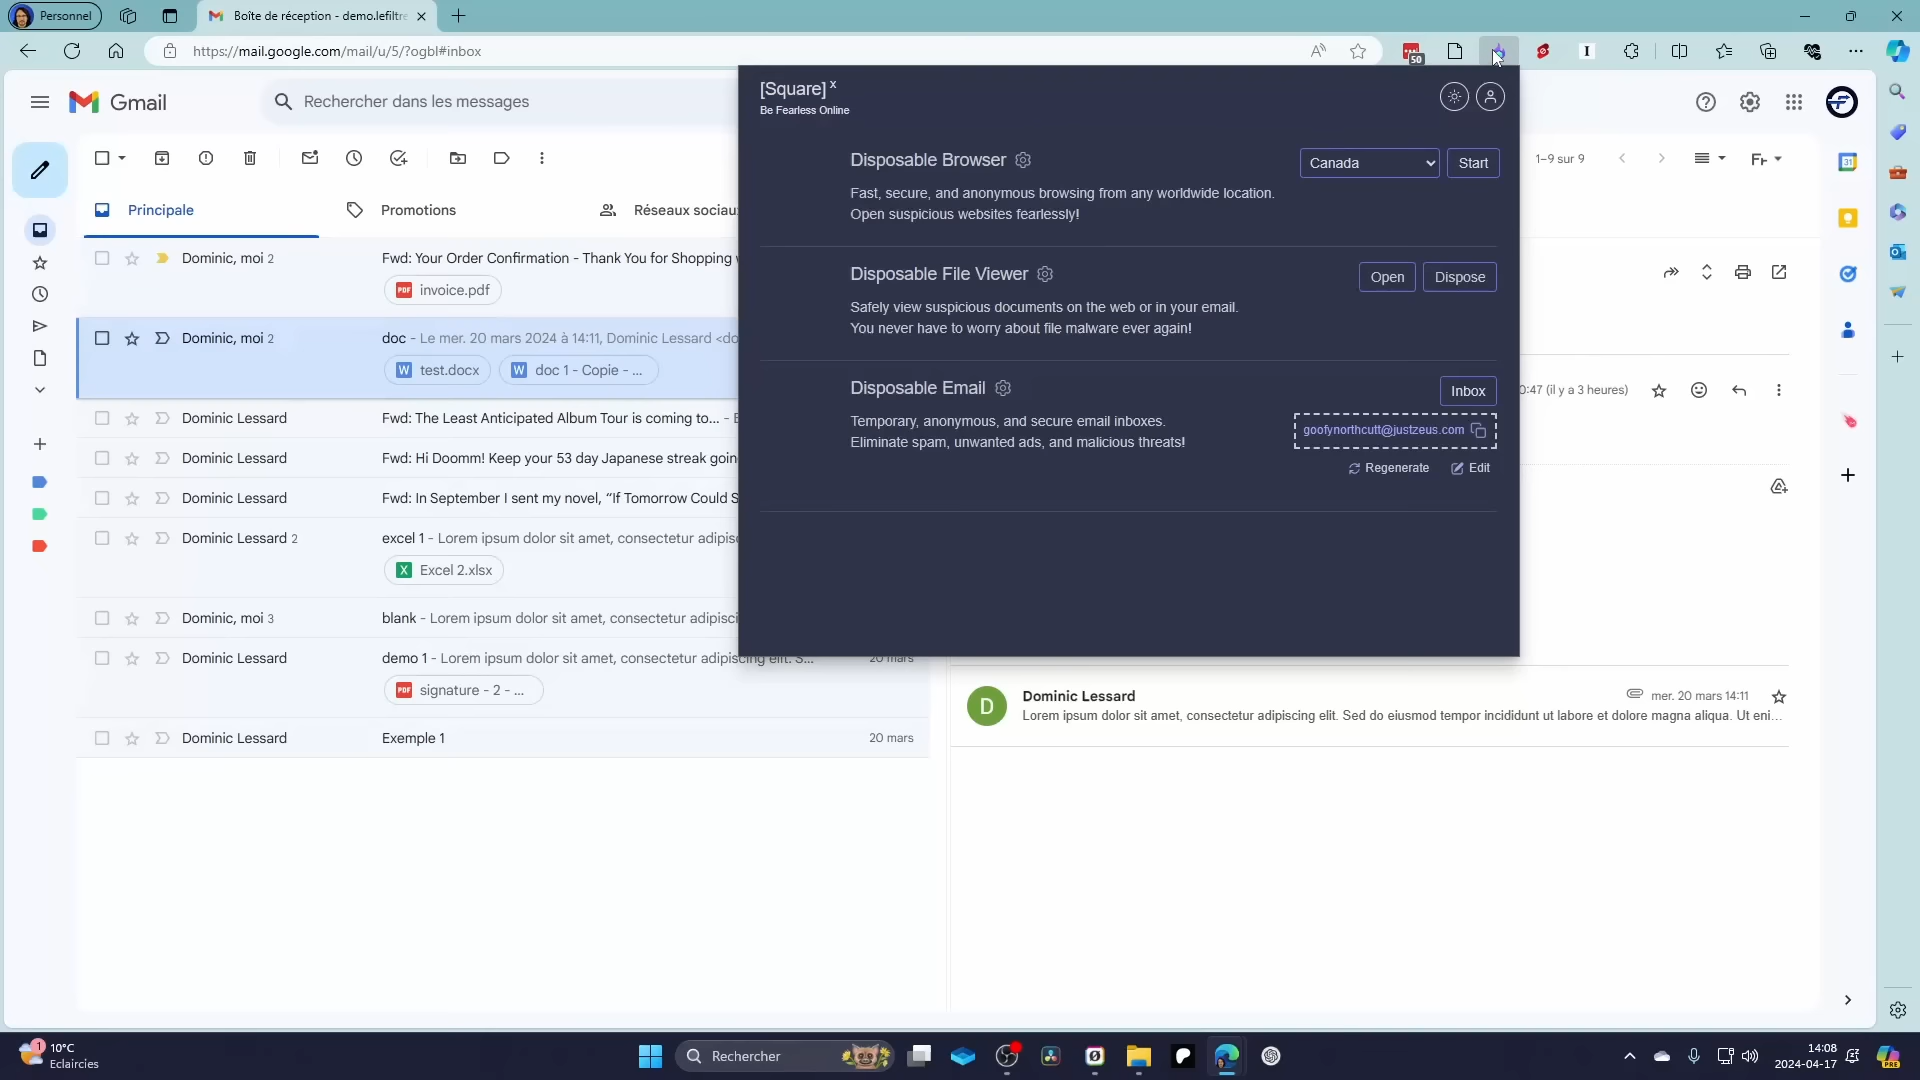 Personnel
Boîte de réception - demo.lefiltre
https://mail.google.com/mail/u/5/?ogbl#inbox
50
Gmail
Rechercher dans les messages
[Square] x
Be Fearless Online
Disposable Browser
Canada
Start
Fast, secure, and anonymous browsing from any worldwide location.
Open suspicious websites fearlessly!
Disposable File Viewer
Open
Dispose
Safely view suspicious documents on the web or in your email.
You never have to worry about file malware ever again!
Disposable Email
Inbox
Temporary, anonymous, and secure email inboxes.
Eliminate spam, unwanted ads, and malicious threats!
goofynorthcutt@justzeus.com
Regenerate
Edit
1–9 sur 9
Fr
Principale
Promotions
Réseaux sociau
Dominic, moi 2
Fwd: Your Order Confirmation - Thank You for Shopping
PDF invoice.pdf
Dominic, moi 2
doc - Le mer. 20 mars 2024 à 14:11, Dominic Lessard <do
W test.docx
W doc 1 - Copie - ...
Dominic Lessard
Fwd: The Least Anticipated Album Tour is coming to... -
Dominic Lessard
Fwd: Hi Doomm! Keep your 53 day Japanese streak goin
Dominic Lessard
Fwd: In September I sent my novel, “If Tomorrow Could S
Dominic Lessard 2
excel 1 - Lorem ipsum dolor sit amet, consectetur adipis
X Excel 2.xlsx
Dominic, moi 3
blank - Lorem ipsum dolor sit amet, consectetur adipisci
Dominic Lessard
demo 1 - Lorem ipsum dolor sit amet, consectetur adipiscing elit. S...
20 mars
PDF signature - 2 - ...
Dominic Lessard
Exemple 1
20 mars
0:47 (il y a 3 heures)
D
Dominic Lessard
mer. 20 mars 14:11
Lorem ipsum dolor sit amet, consectetur adipiscing elit. Sed do eiusmod tempor incididunt ut labore et dolore magna aliqua. Ut eni...
31
1
10°C
Eclaircies
Rechercher
14:08
2024-04-17
PRE